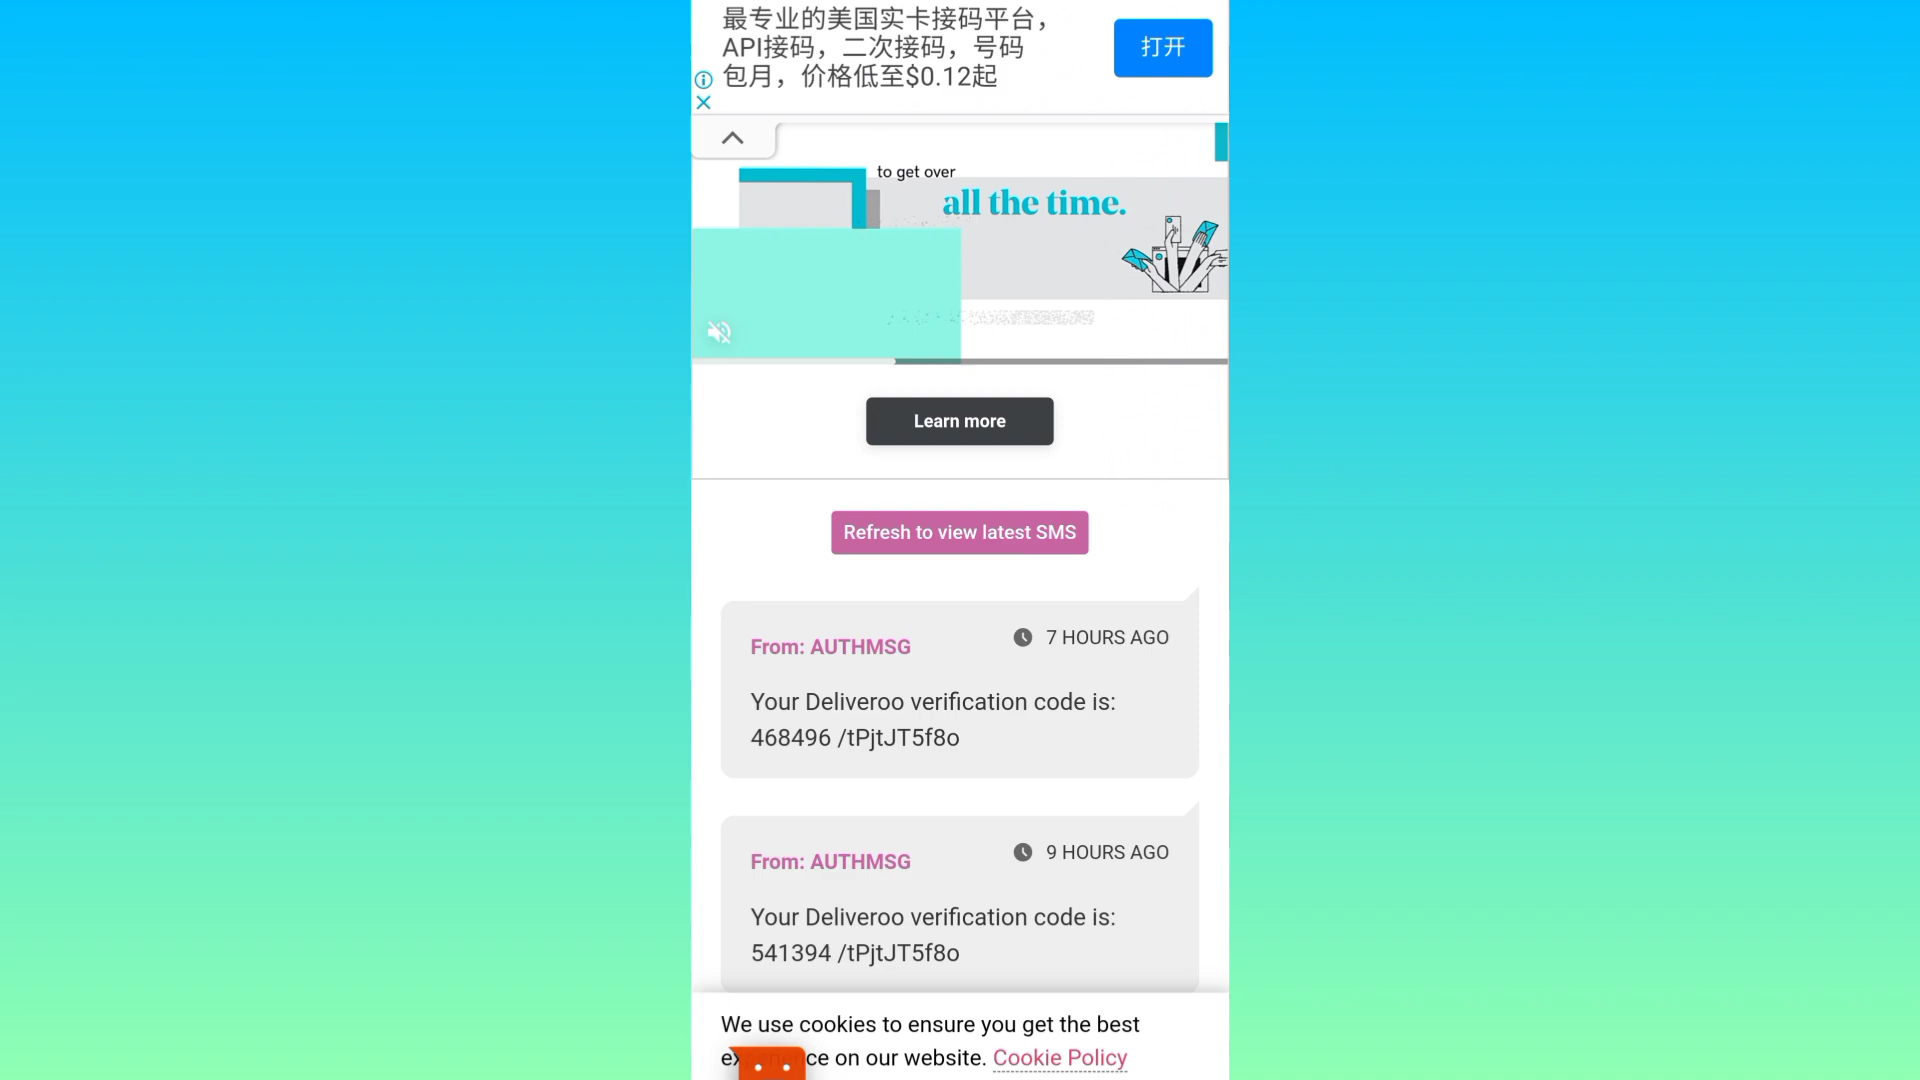 最专业的美国实卡接码平台，
API接码，二次接码，号码
包月，价格低至$0.12起
打开
to get over
all the time.
Learn more
Refresh to view latest SMS
From: AUTHMSG
7 HOURS AGO
Your Deliveroo verification code is:
468496 /tPjtJT5f8o
From: AUTHMSG
9 HOURS AGO
Your Deliveroo verification code is:
541394 /tPjtJT5f8o
We use cookies to ensure you get the best
on our website. Cookie Policy